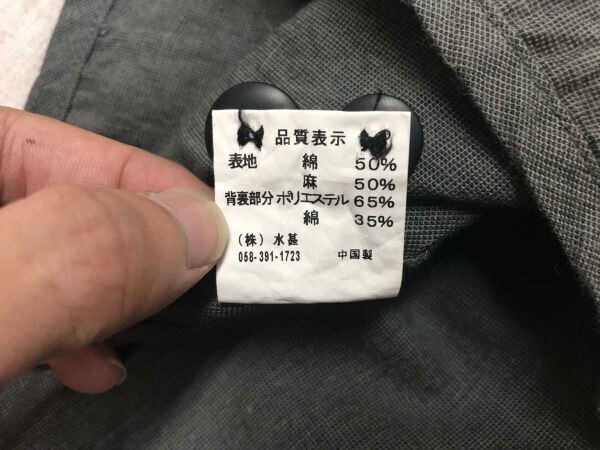 品質表示
表地 綿 50%
麻 50%
背裏部分 ポリエステル 65%
綿 35%
(株) 水甚
058-391-1723 中国製